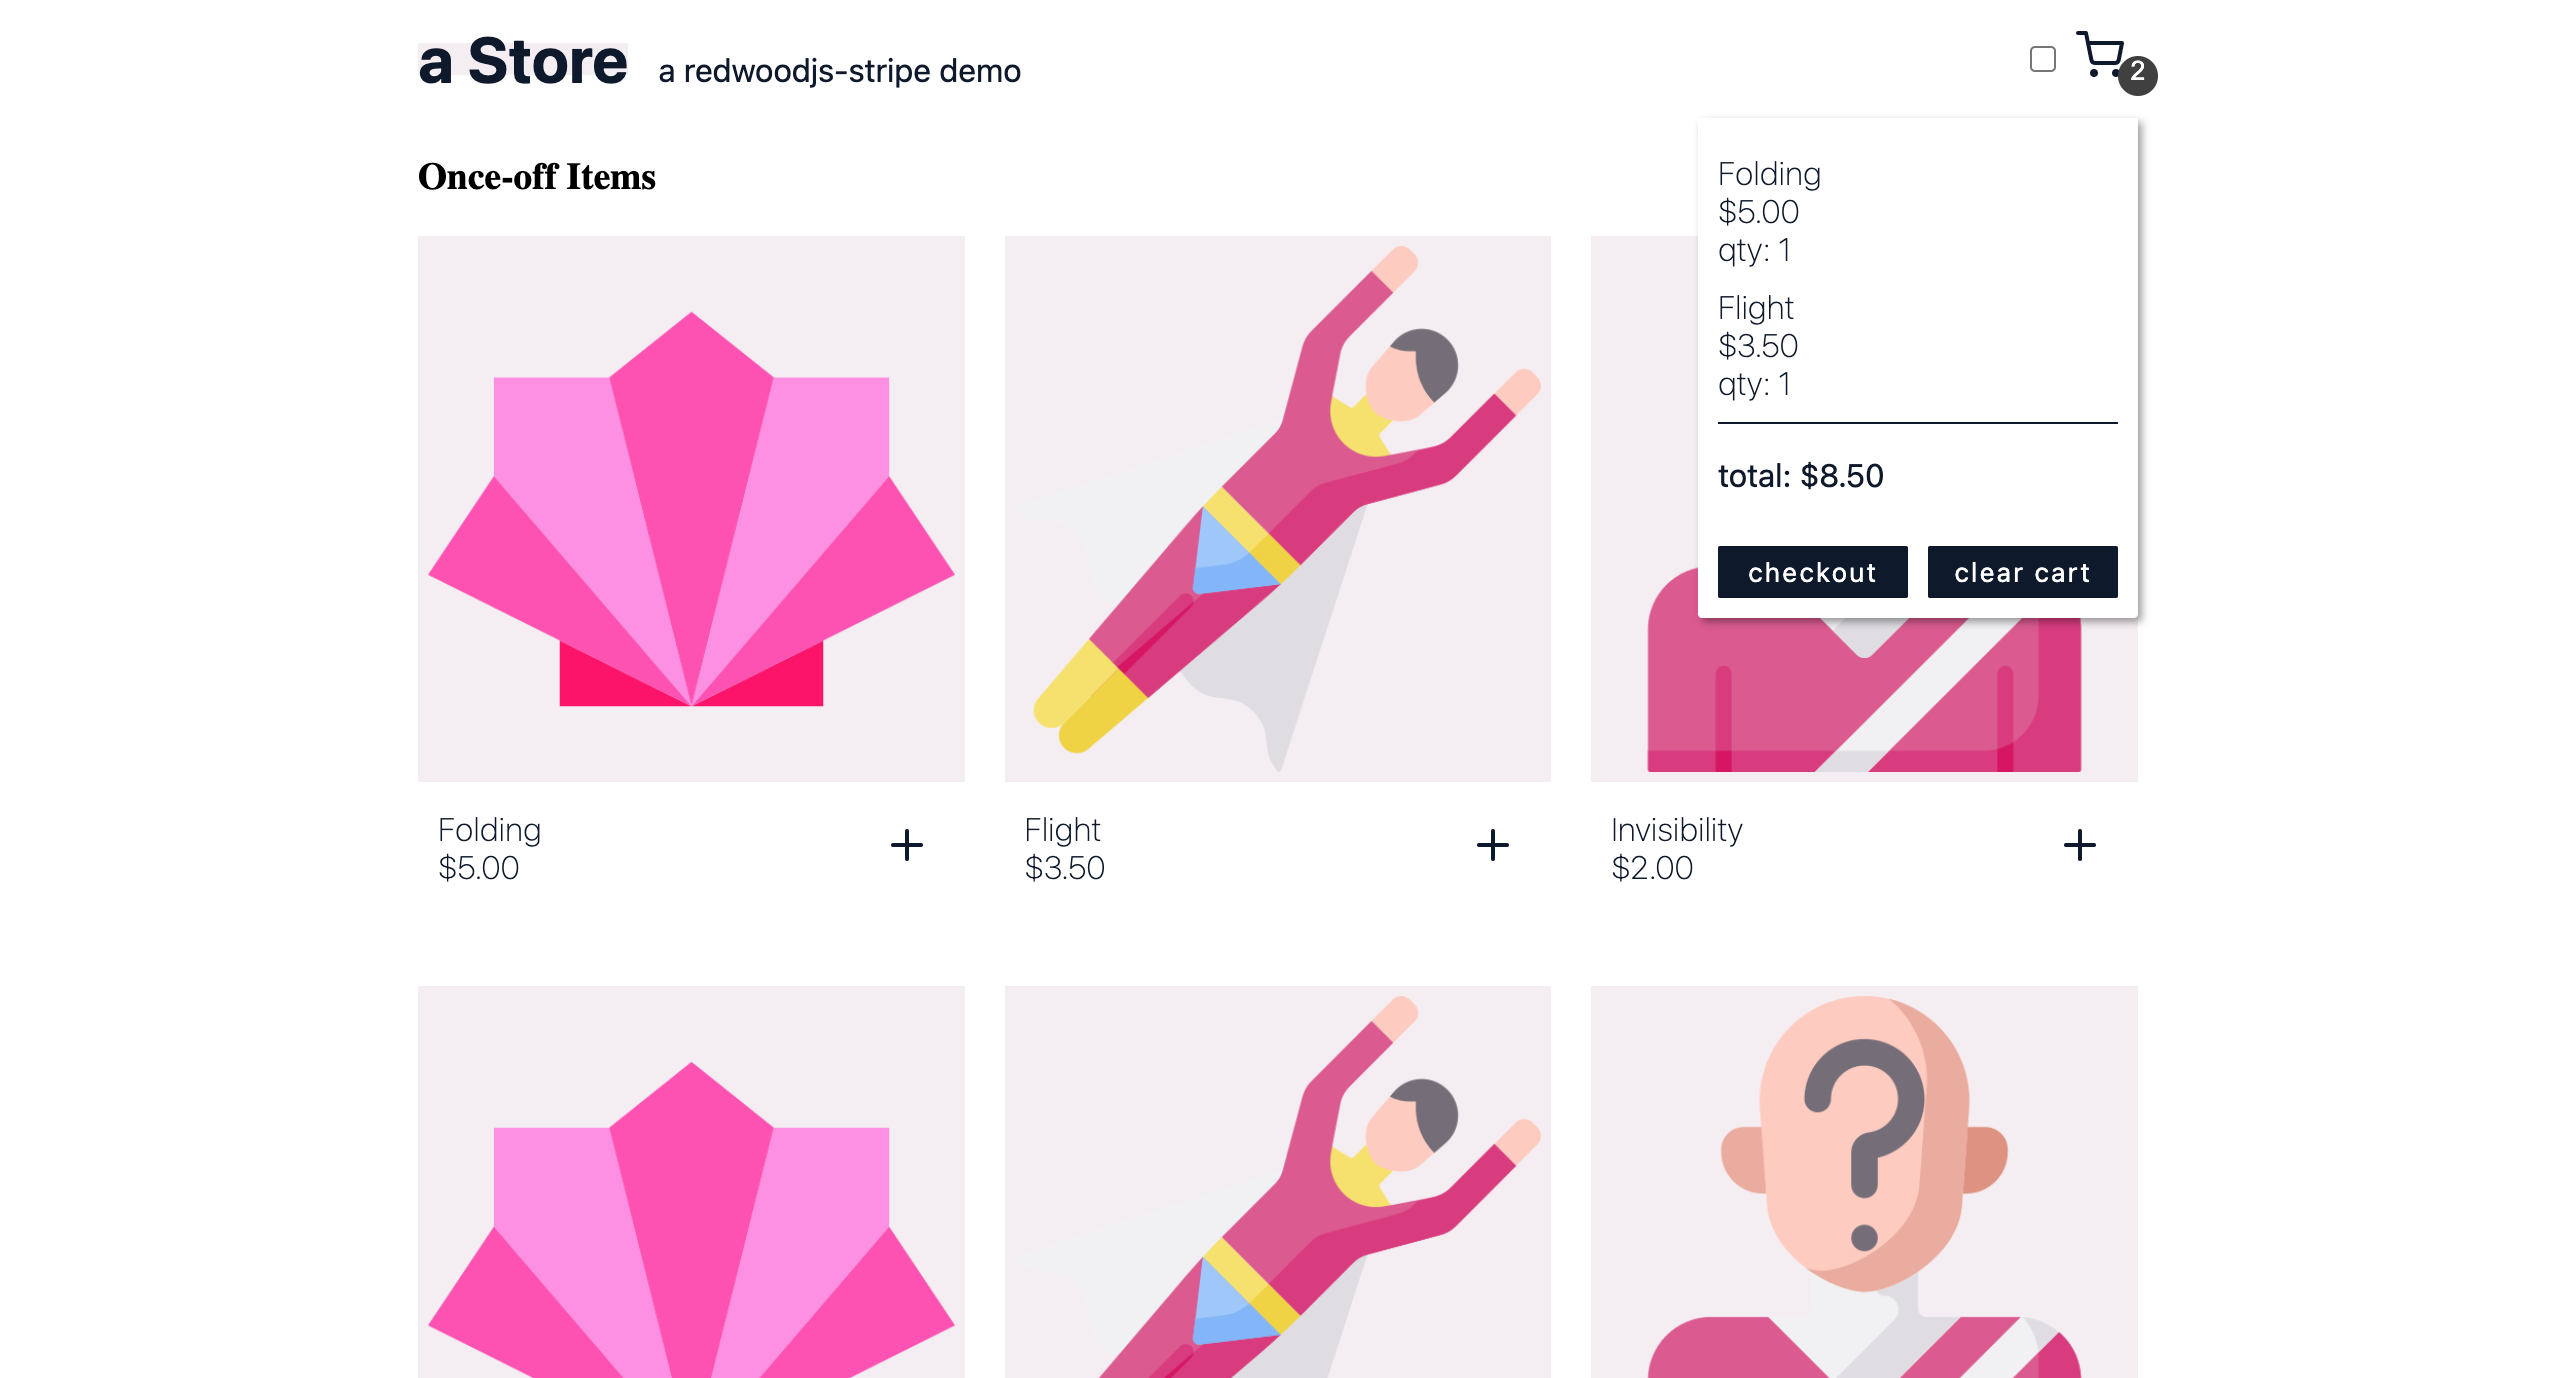 a Store
a redwoodjs-stripe demo
2
Once-off Items
Folding
$5.00
qty: 1
Flight
$3.50
qty: 1
total: $8.50
checkout
clear cart
Folding
$5.00
Flight
$3.50
Invisibility
$2.00
?